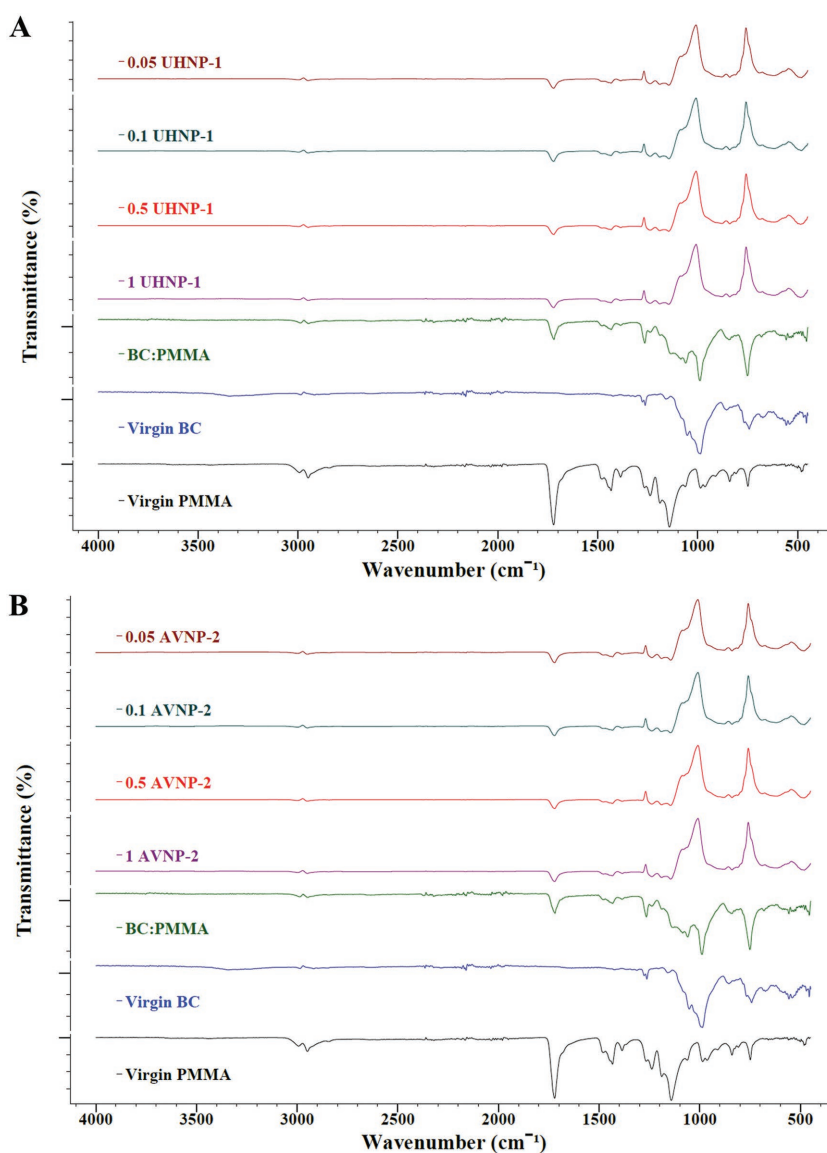 A
0.05 UHNP-1
0.1 UHNP-1
0.5 UHNP-1
1 UHNP-1
BC:PMMA
Virgin BC
Virgin PMMA
Transmittance (%)
4000 3500 3000 2500 2000 1500 1000 500
Wavenumber (cm⁻¹)
B
0.05 AVNP-2
0.1 AVNP-2
0.5 AVNP-2
1 AVNP-2
BC:PMMA
Virgin BC
Virgin PMMA
Transmittance (%)
4000 3500 3000 2500 2000 1500 1000 500
Wavenumber (cm⁻¹)